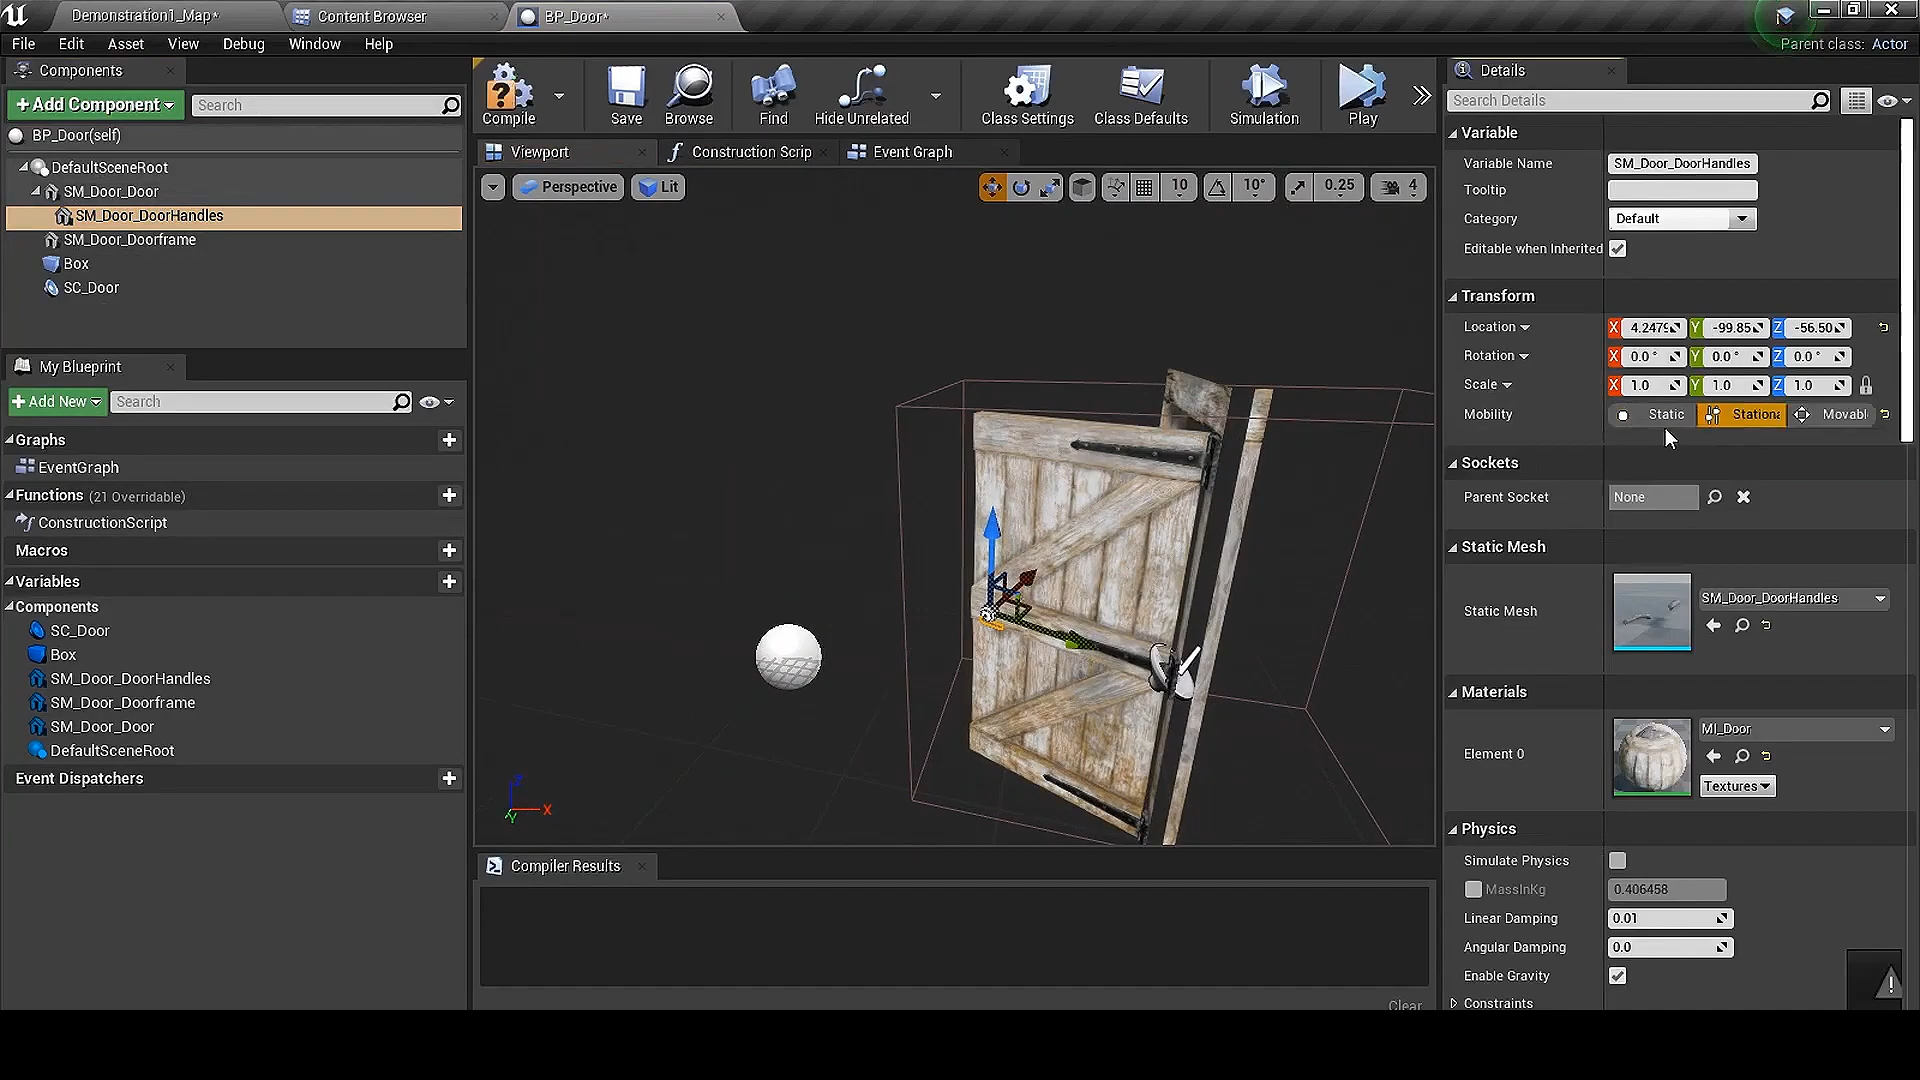 Demonstration1_Map*
Content Browser
BP_Door*
File Edit Asset View Debug Window Help
Parent class: Actor
Components
+Add Component
Search
BP_Door(self)
DefaultSceneRoot
SM_Door_Door
SM_Door_DoorHandles
SM_Door_Doorframe
Box
SC_Door
My Blueprint
+Add New
Search
Graphs
EventGraph
Functions (21 Overridable)
ConstructionScript
Macros
Variables
Components
SC_Door
Box
SM_Door_DoorHandles
SM_Door_Doorframe
SM_Door_Door
DefaultSceneRoot
Event Dispatchers
Compile Save Browse Find Hide Unrelated Class Settings Class Defaults Simulation Play
Viewport
Construction Scrip
Event Graph
Perspective Lit 10 10° 0.25 4
Z
X
Y
Compiler Results
Clear
Details
Search Details
Variable
Variable Name SM_Door_DoorHandles
Tooltip
Category Default
Editable when Inherited
Transform
Location X 4.2479 Y -99.85 Z -56.50
Rotation X 0.0 ° Y 0.0 ° Z 0.0 °
Scale X 1.0 Y 1.0 Z 1.0
Mobility Static Stationa Movabl
Sockets
Parent Socket None
Static Mesh
Static Mesh SM_Door_DoorHandles
Materials
Element 0 MI_Door
Textures
Physics
Simulate Physics
MassInKg 0.406458
Linear Damping 0.01
Angular Damping 0.0
Enable Gravity
Constraints